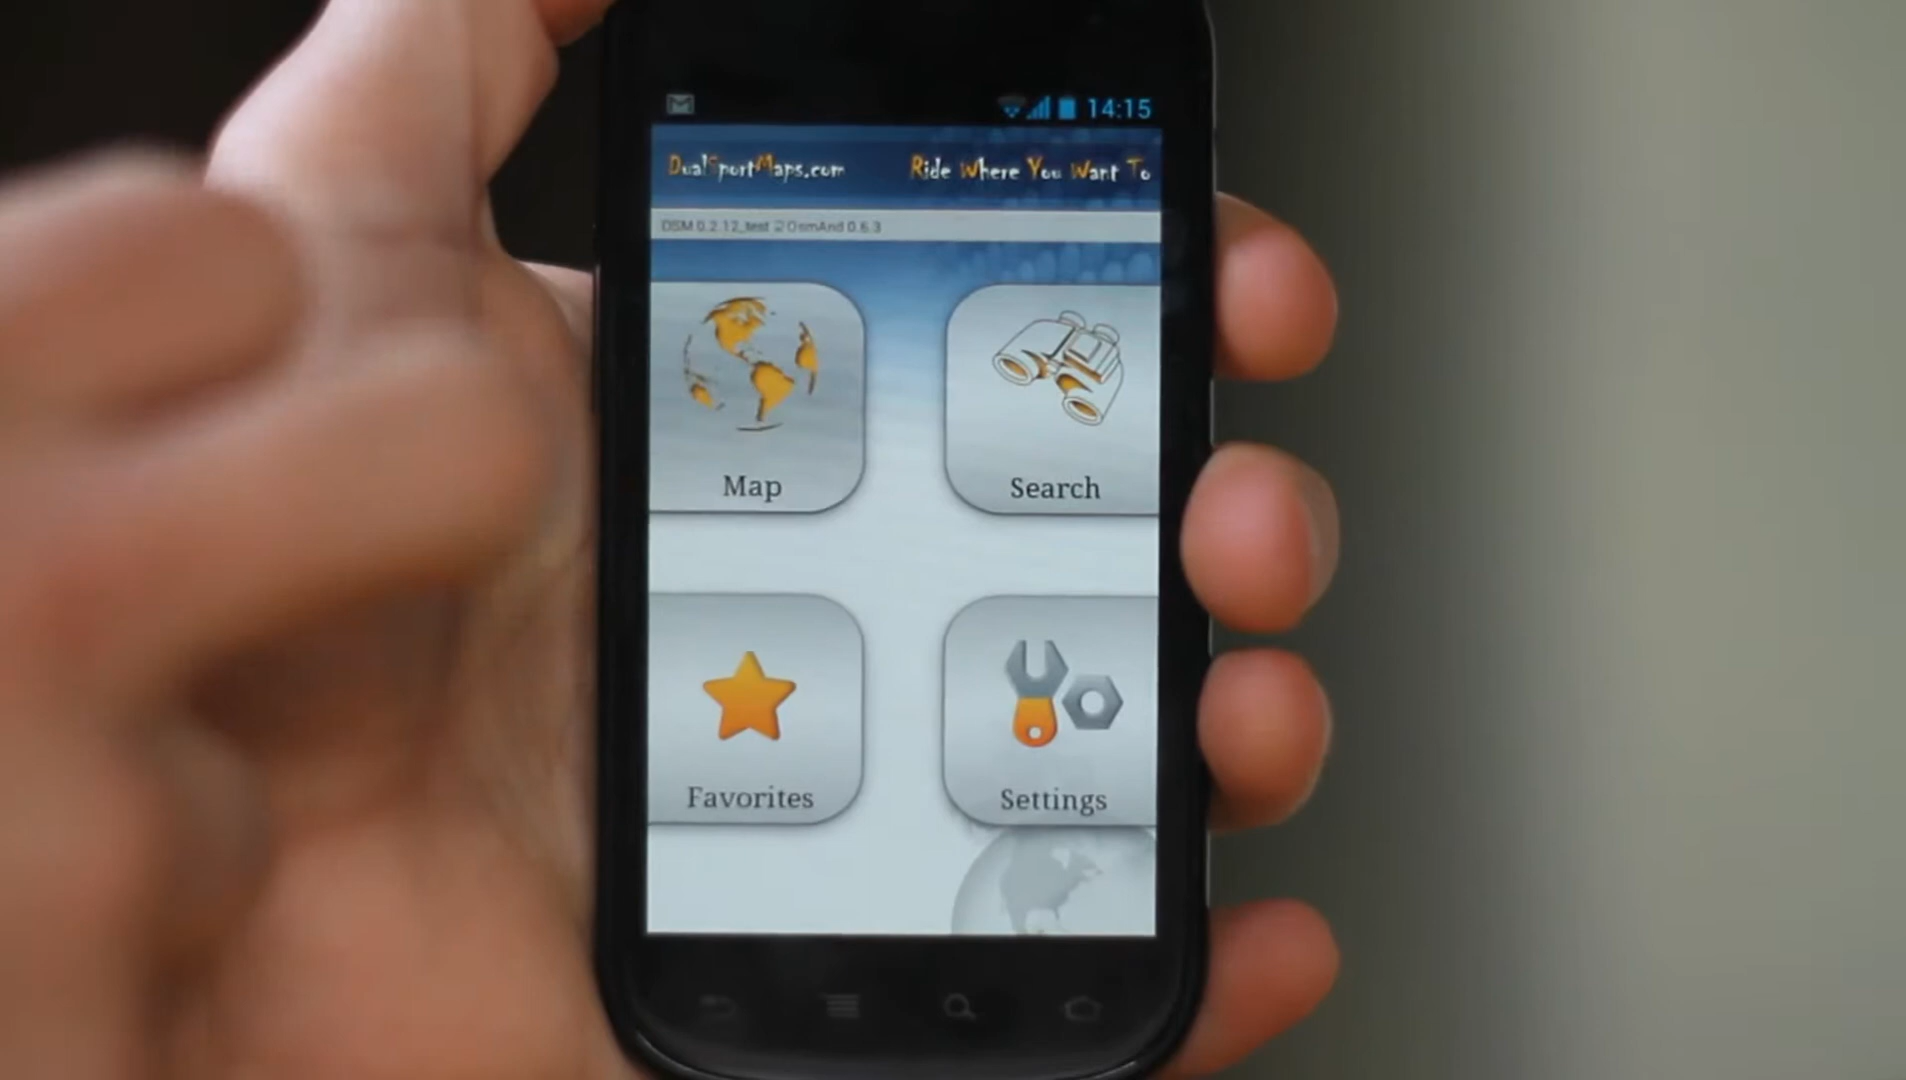 14:15
DualSportMaps.com Ride Where You Want To
DSM 0.2.12_test OsmAnd 0.6.3
Map Search
Favorites Settings